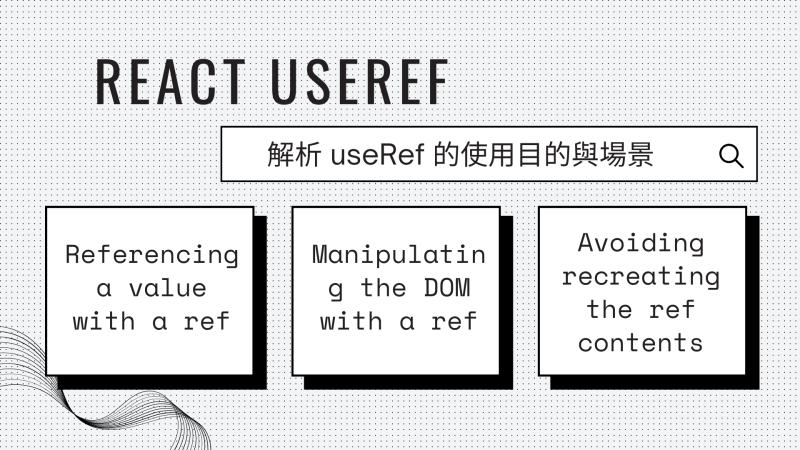 REACT USEREF
解析 useRef 的使用目的與場景
Referencing
a value
with a ref
Manipulatin
g the DOM
with a ref
Avoiding
recreating
the ref
contents